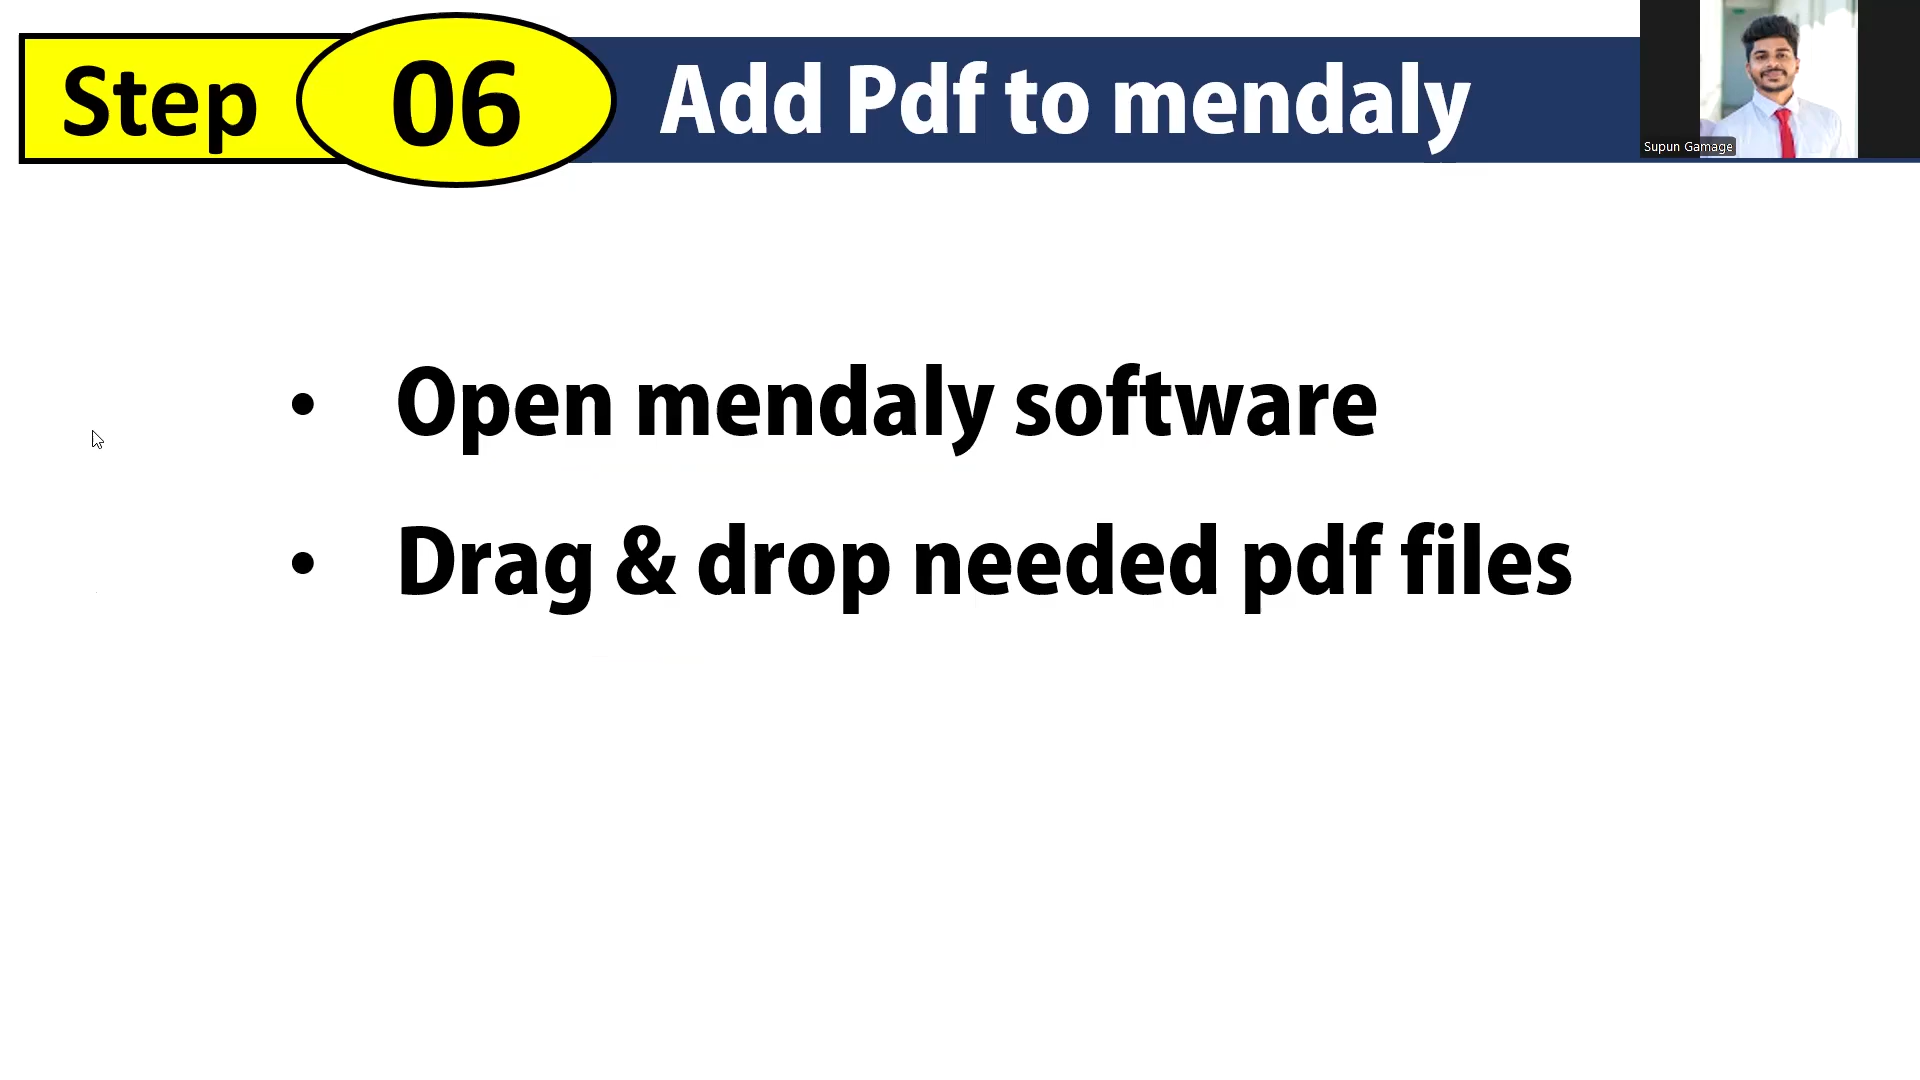 Step 06 Add Pdf to mendaly
Supun Gamage
• Open mendaly software
• Drag & drop needed pdf files